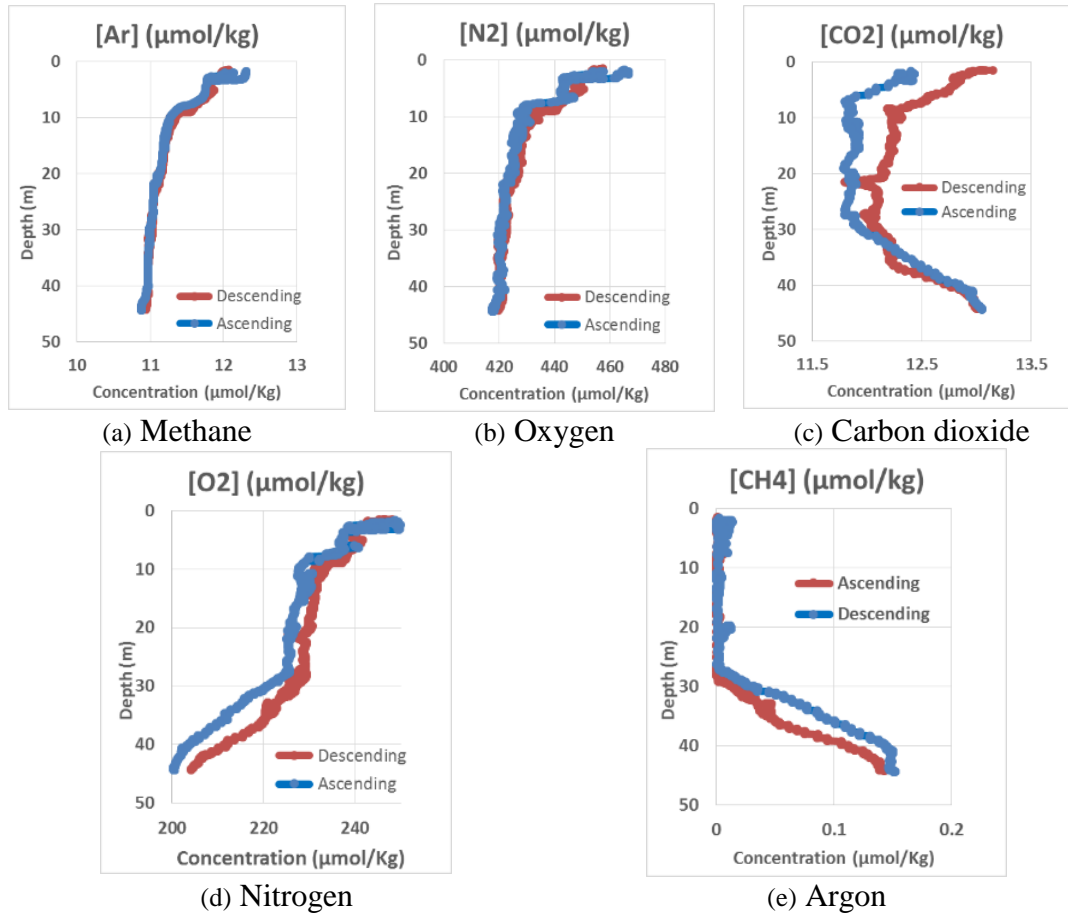 [Ar] (µmol/kg)
0
10
20
30
40
50
Depth (m)
Descending
Ascending
10 11 12 13
Concentration (µmol/Kg)
(a) Methane
[N2] (µmol/kg)
0
10
20
30
40
50
Depth (m)
Descending
Ascending
400 420 440 460 480
Concentration (µmol/Kg)
(b) Oxygen
[CO2] (µmol/kg)
0
10
20
30
40
50
Depth (m)
Descending
Ascending
11.5 12.5 13.5
Concentration (µmol/Kg)
(c) Carbon dioxide
[O2] (µmol/kg)
0
10
20
30
40
50
Depth (m)
Descending
Ascending
200 220 240
Concentration (µmol/Kg)
(d) Nitrogen
[CH4] (µmol/kg)
0
10
20
30
40
50
Depth (m)
Ascending
Descending
0 0.1 0.2
Concentration (µmol/Kg)
(e) Argon